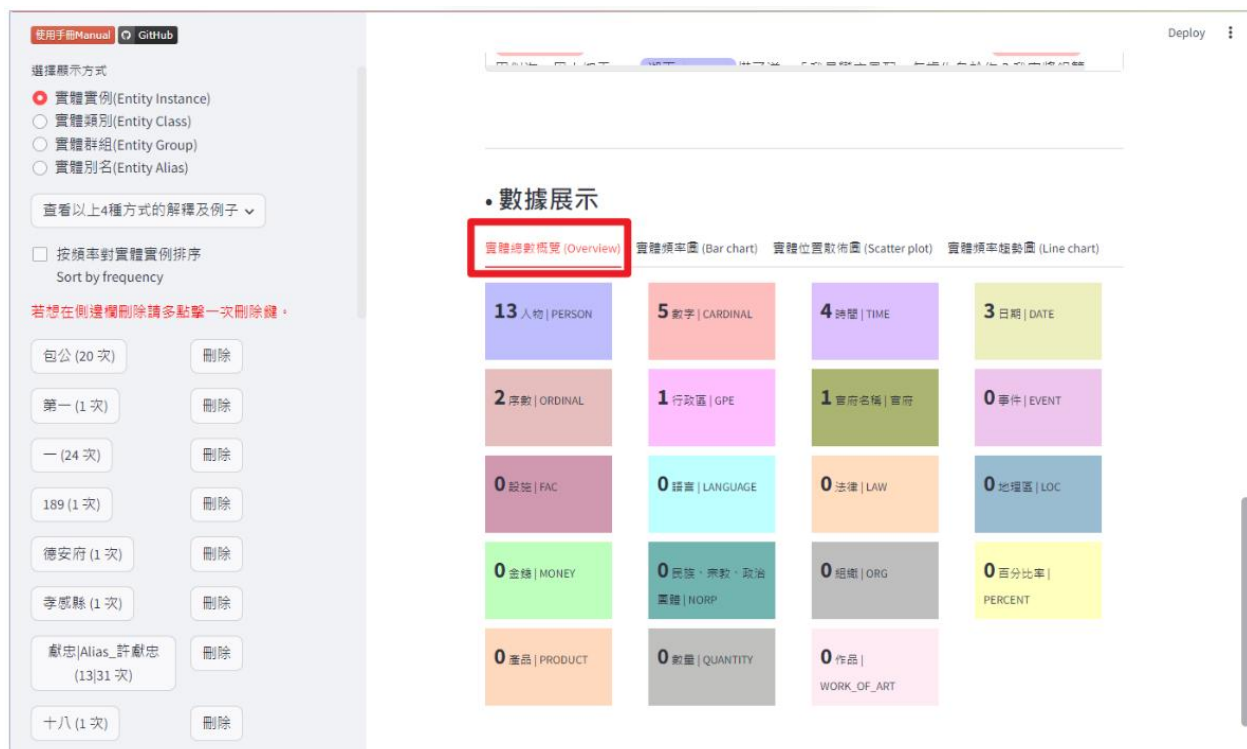 使用手冊Manual GitHub
Deploy
選擇顯示方式
實體實例(Entity Instance)
實體類別(Entity Class)
實體群組(Entity Group)
實體別名(Entity Alias)
查看以上4種方式的解釋及例子
按頻率對實體實例排序
Sort by frequency
若想在側邊欄刪除請多點擊一次刪除鍵。
包公 (20 次) 刪除
第一 (1 次) 刪除
一 (24 次) 刪除
189 (1 次) 刪除
德安府 (1 次) 刪除
孝感縣 (1 次) 刪除
獻忠|Alias_許獻忠
(13|31 次) 刪除
十八 (1 次) 刪除
• 數據展示
實體總數概覽 (Overview) 實體頻率圖 (Bar chart) 實體位置散佈圖 (Scatter plot) 實體頻率趨勢圖 (Line chart)
13 人物 | PERSON
5 數字 | CARDINAL
4 時間 | TIME
3 日期 | DATE
2 序數 | ORDINAL
1 行政區 | GPE
1 官府名稱 | 官府
0 事件 | EVENT
0 設施 | FAC
0 語言 | LANGUAGE
0 法律 | LAW
0 地理區 | LOC
0 金錢 | MONEY
0 民族、宗教、政治
團體 | NORP
0 組織 | ORG
0 百分比率 |
PERCENT
0 產品 | PRODUCT
0 數量 | QUANTITY
0 作品 |
WORK_OF_ART